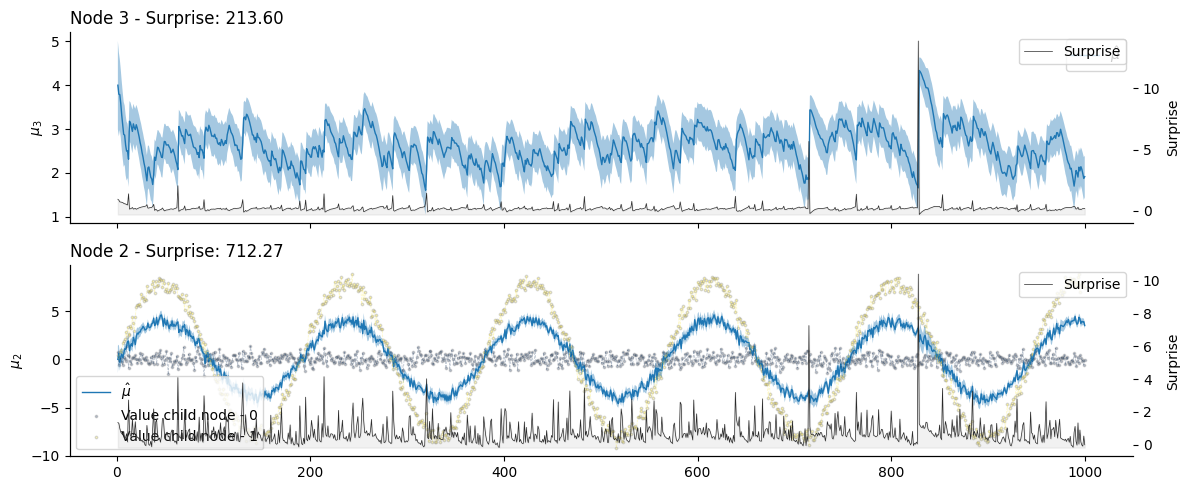 Node 3 - Surprise: 213.60
5
4
3
2
1
μ3
Surprise
10
5
0
Surprise
Node 2 - Surprise: 712.27
5
0
−5
−10
μ2
μ̂
Value child node - 0
Value child node - 1
Surprise
10
8
6
4
2
0
Surprise
0
200
400
600
800
1000